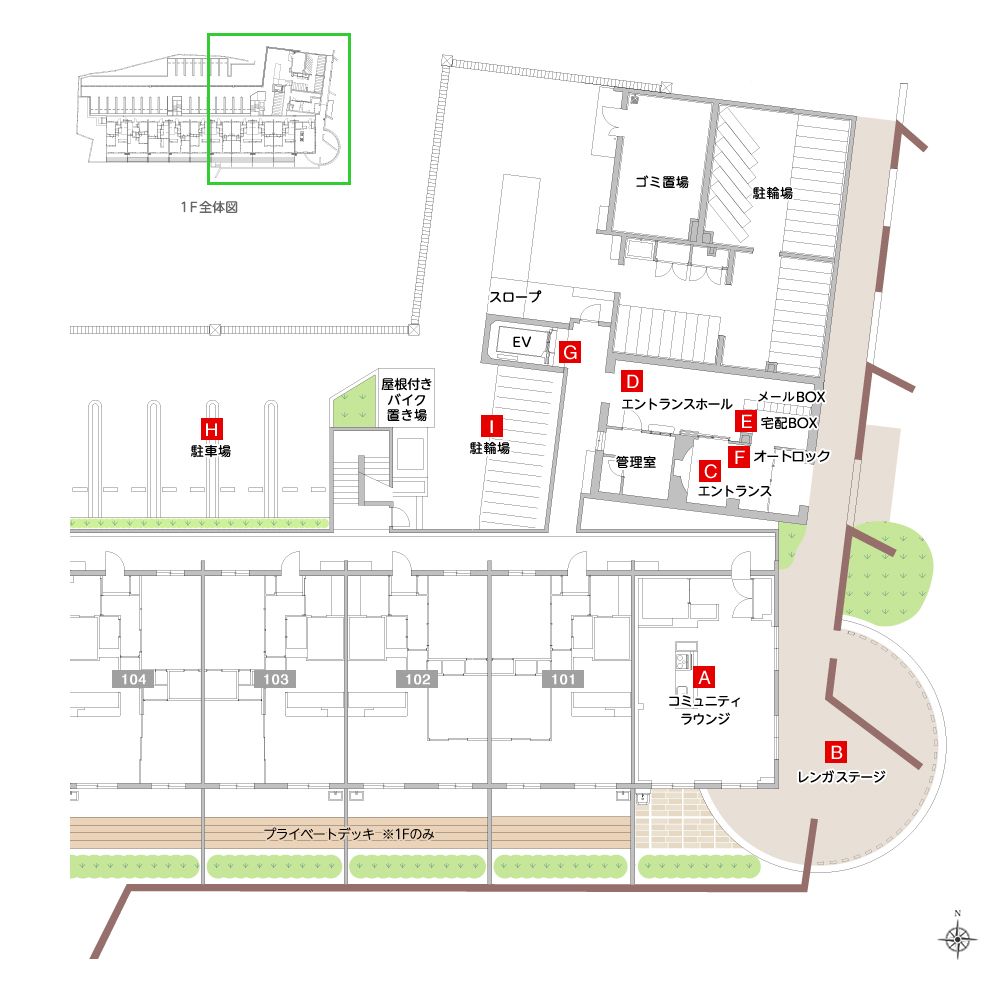 1F全体図
ゴミ置場
駐輪場
スロープ
EV
G
D
エントランスホール
メールBOX
E
宅配BOX
屋根付き
バイク
置き場
H
駐車場
I
駐輪場
管理室
F
オートロック
C
エントランス
104
103
102
101
A
コミュニティ
ラウンジ
B
レンガステージ
プライベートデッキ ※1Fのみ
N